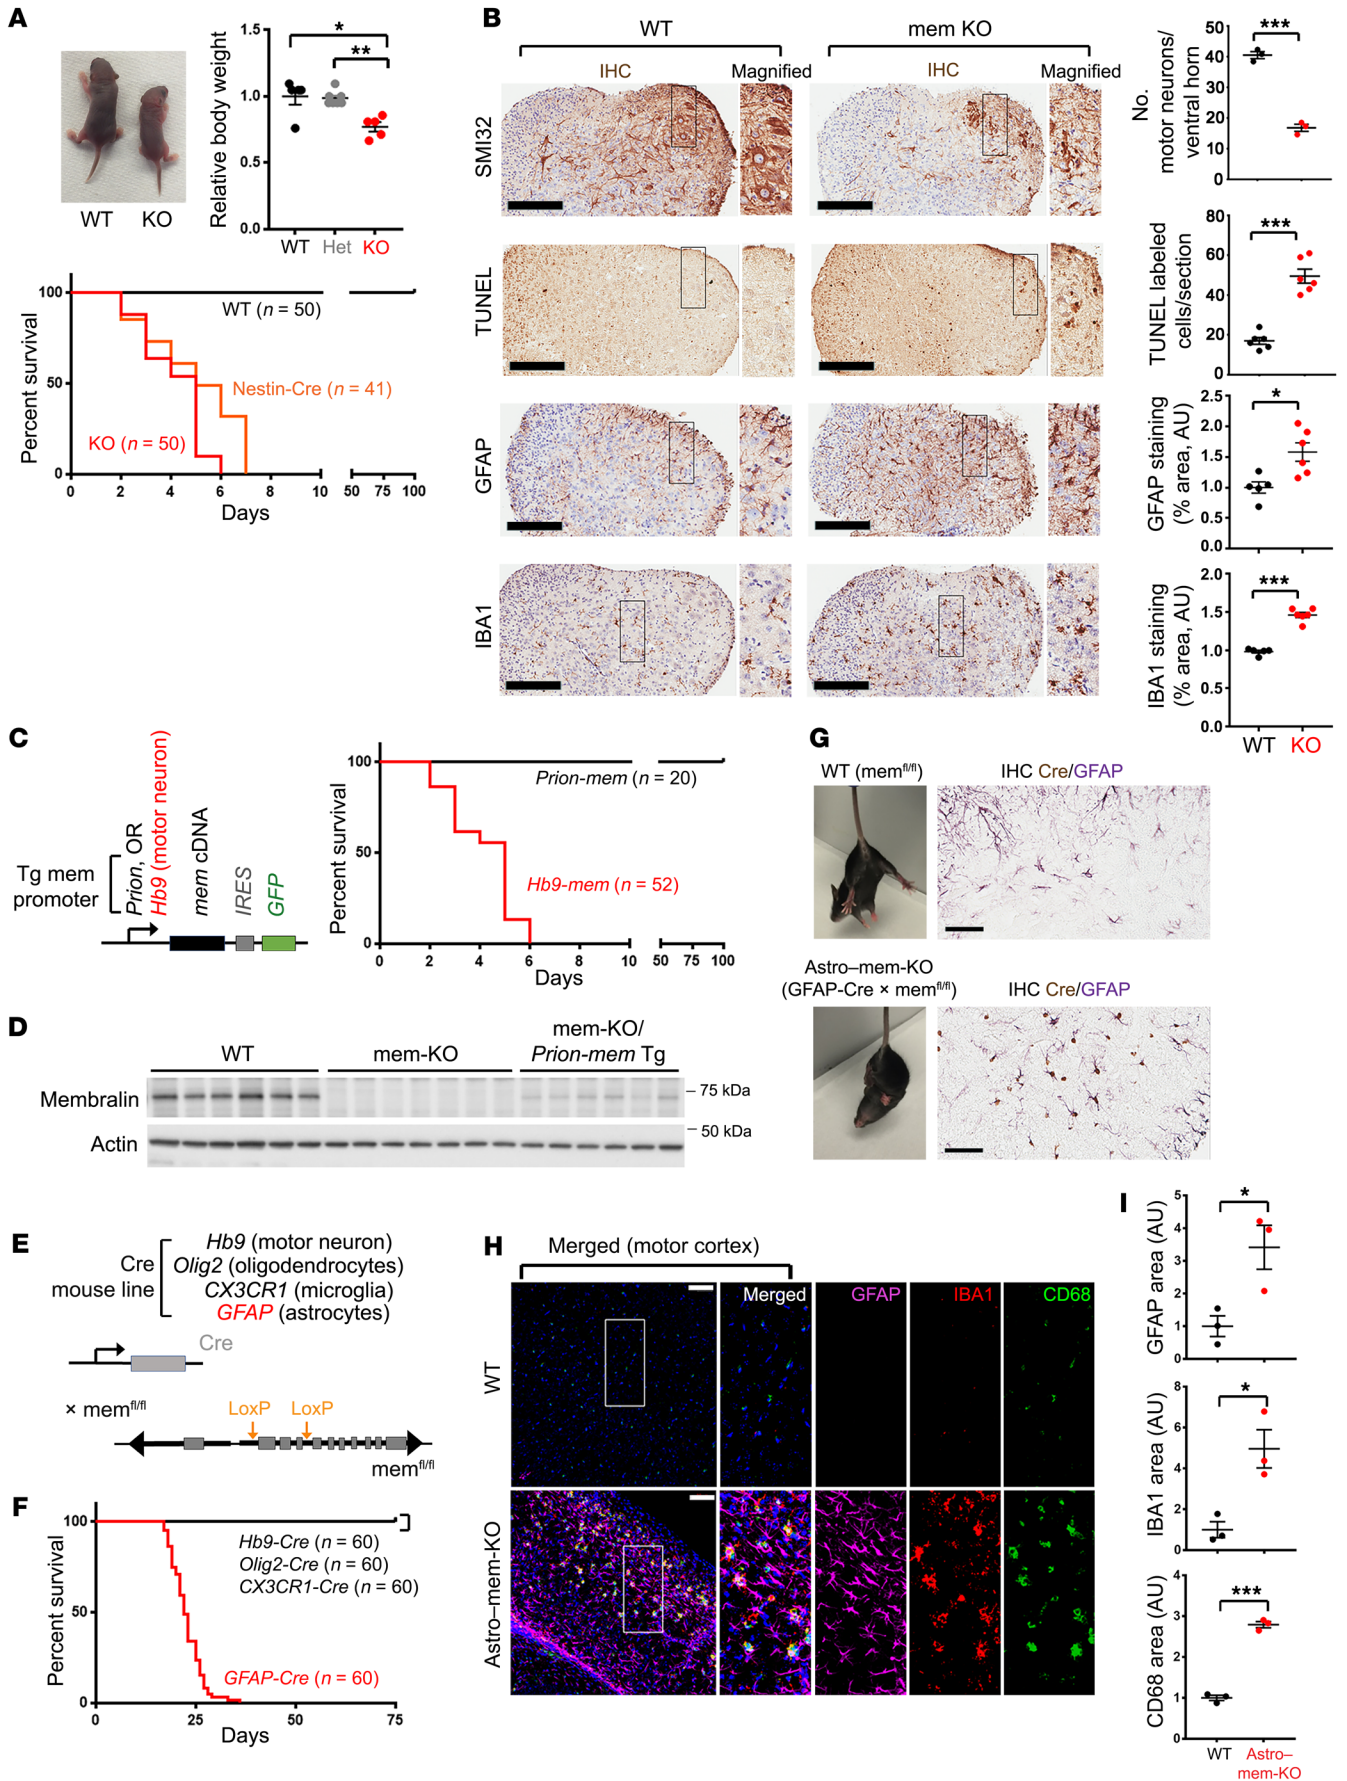 A
WT
KO
Relative body weight
1.5
1.0
0.5
0.0
*
**
WT
Het
KO
Percent survival
100
50
0
WT (n = 50)
Nestin-Cre (n = 41)
KO (n = 50)
0
2
4
6
8
10
50
75
100
Days
B
WT
mem KO
IHC
Magnified
IHC
Magnified
SMI32
TUNEL
GFAP
IBA1
No.
motor neurons/
ventral horn
50
40
30
20
10
0
***
TUNEL labeled
cells/section
80
60
40
20
0
***
GFAP staining
(% area, AU)
2.5
2.0
1.5
1.0
0.5
0.0
*
IBA1 staining
(% area, AU)
2.0
1.5
1.0
0.5
0.0
***
WT
KO
C
Tg mem
promoter
Prion, OR
Hb9 (motor neuron)
mem cDNA
IRES
GFP
Percent survival
100
50
0
Prion-mem (n = 20)
Hb9-mem (n = 52)
0
2
4
6
8
10
50
75
100
Days
D
WT
mem-KO
mem-KO/
Prion-mem Tg
Membralin
75 kDa
Actin
50 kDa
E
Cre
mouse line
Hb9 (motor neuron)
Olig2 (oligodendrocytes)
CX3CR1 (microglia)
GFAP (astrocytes)
Cre
× memfl/fl
LoxP
LoxP
memfl/fl
F
Percent survival
100
50
0
Hb9-Cre (n = 60)
Olig2-Cre (n = 60)
CX3CR1-Cre (n = 60)
GFAP-Cre (n = 60)
0
25
50
75
Days
G
WT (memfl/fl)
IHC Cre/GFAP
Astro–mem-KO
(GFAP-Cre × memfl/fl)
IHC Cre/GFAP
H
Merged (motor cortex)
Merged
GFAP
IBA1
CD68
WT
Astro–mem-KO
I
GFAP area (AU)
5
4
3
2
1
0
*
IBA1 area (AU)
8
6
4
2
0
*
CD68 area (AU)
4
3
2
1
0
***
WT
Astro–
mem-KO